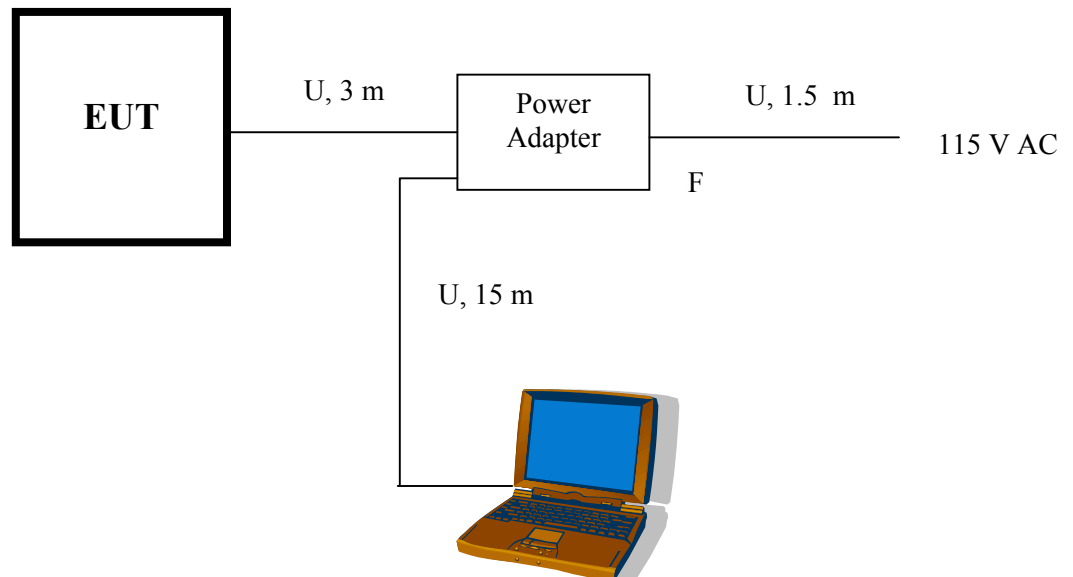 EUT
U, 3 m
Power
Adapter
U, 1.5 m
115 V AC
F
U, 15 m